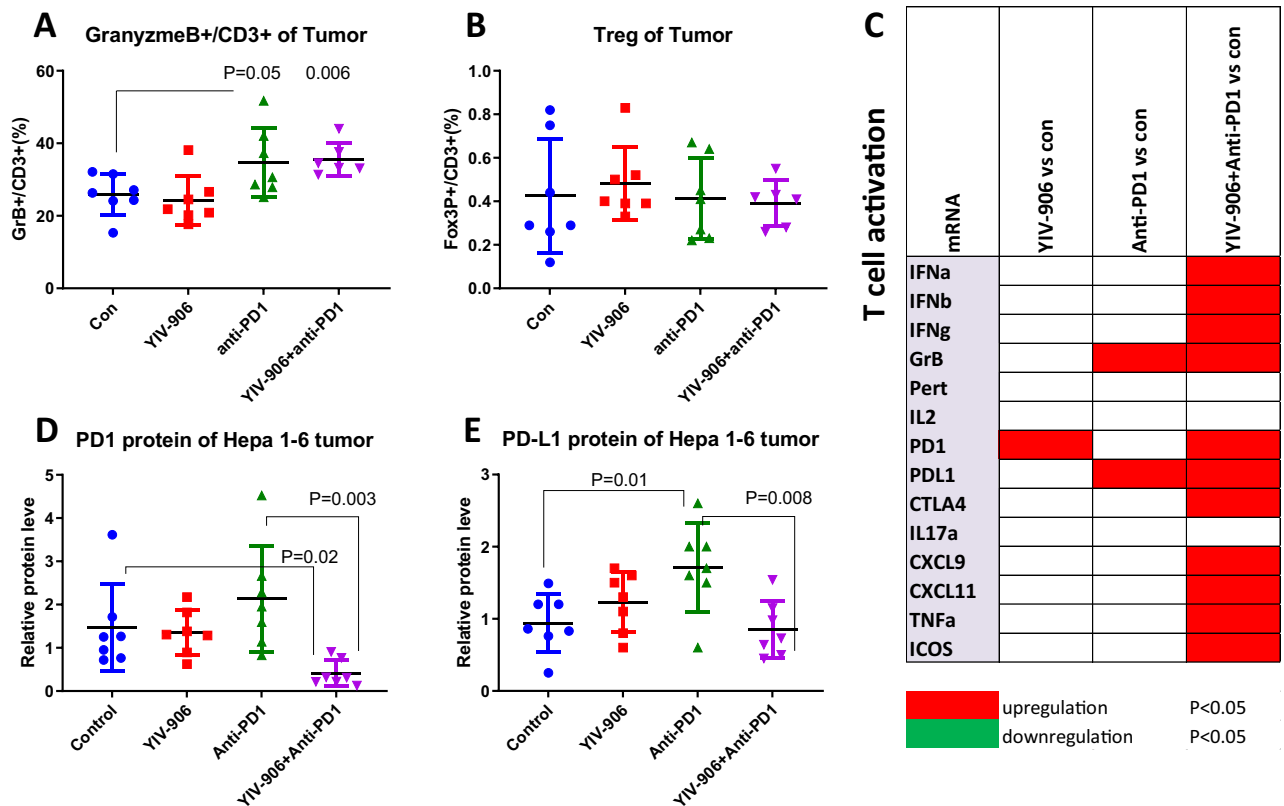 A
GranyzmeB+/CD3+ of Tumor
P=0.05
0.006
GrB+/CD3+(%)
60
40
20
0
Con
YIV-906
anti-PD1
YIV-906+anti-PD1
B
Treg of Tumor
Fox3P+/CD3+(%)
1.0
0.8
0.6
0.4
0.2
0.0
Con
YIV-906
anti-PD1
YIV-906+anti-PD1
C
T cell activation
mRNA
YIV-906 vs con
Anti-PD1 vs con
YIV-906+Anti-PD1 vs con
IFNa
IFNb
IFNg
GrB
Pert
IL2
PD1
PDL1
CTLA4
IL17a
CXCL9
CXCL11
TNFa
ICOS
upregulation P<0.05
downregulation P<0.05
D
PD1 protein of Hepa 1-6 tumor
P=0.003
P=0.02
Relative protein leve
5
4
3
2
1
0
Control
YIV-906
Anti-PD1
YIV-906+Anti-PD1
E
PD-L1 protein of Hepa 1-6 tumor
P=0.01
P=0.008
Relative protein leve
3
2
1
0
Control
YIV-906
Anti-PD1
YIV-906+Anti-PD1